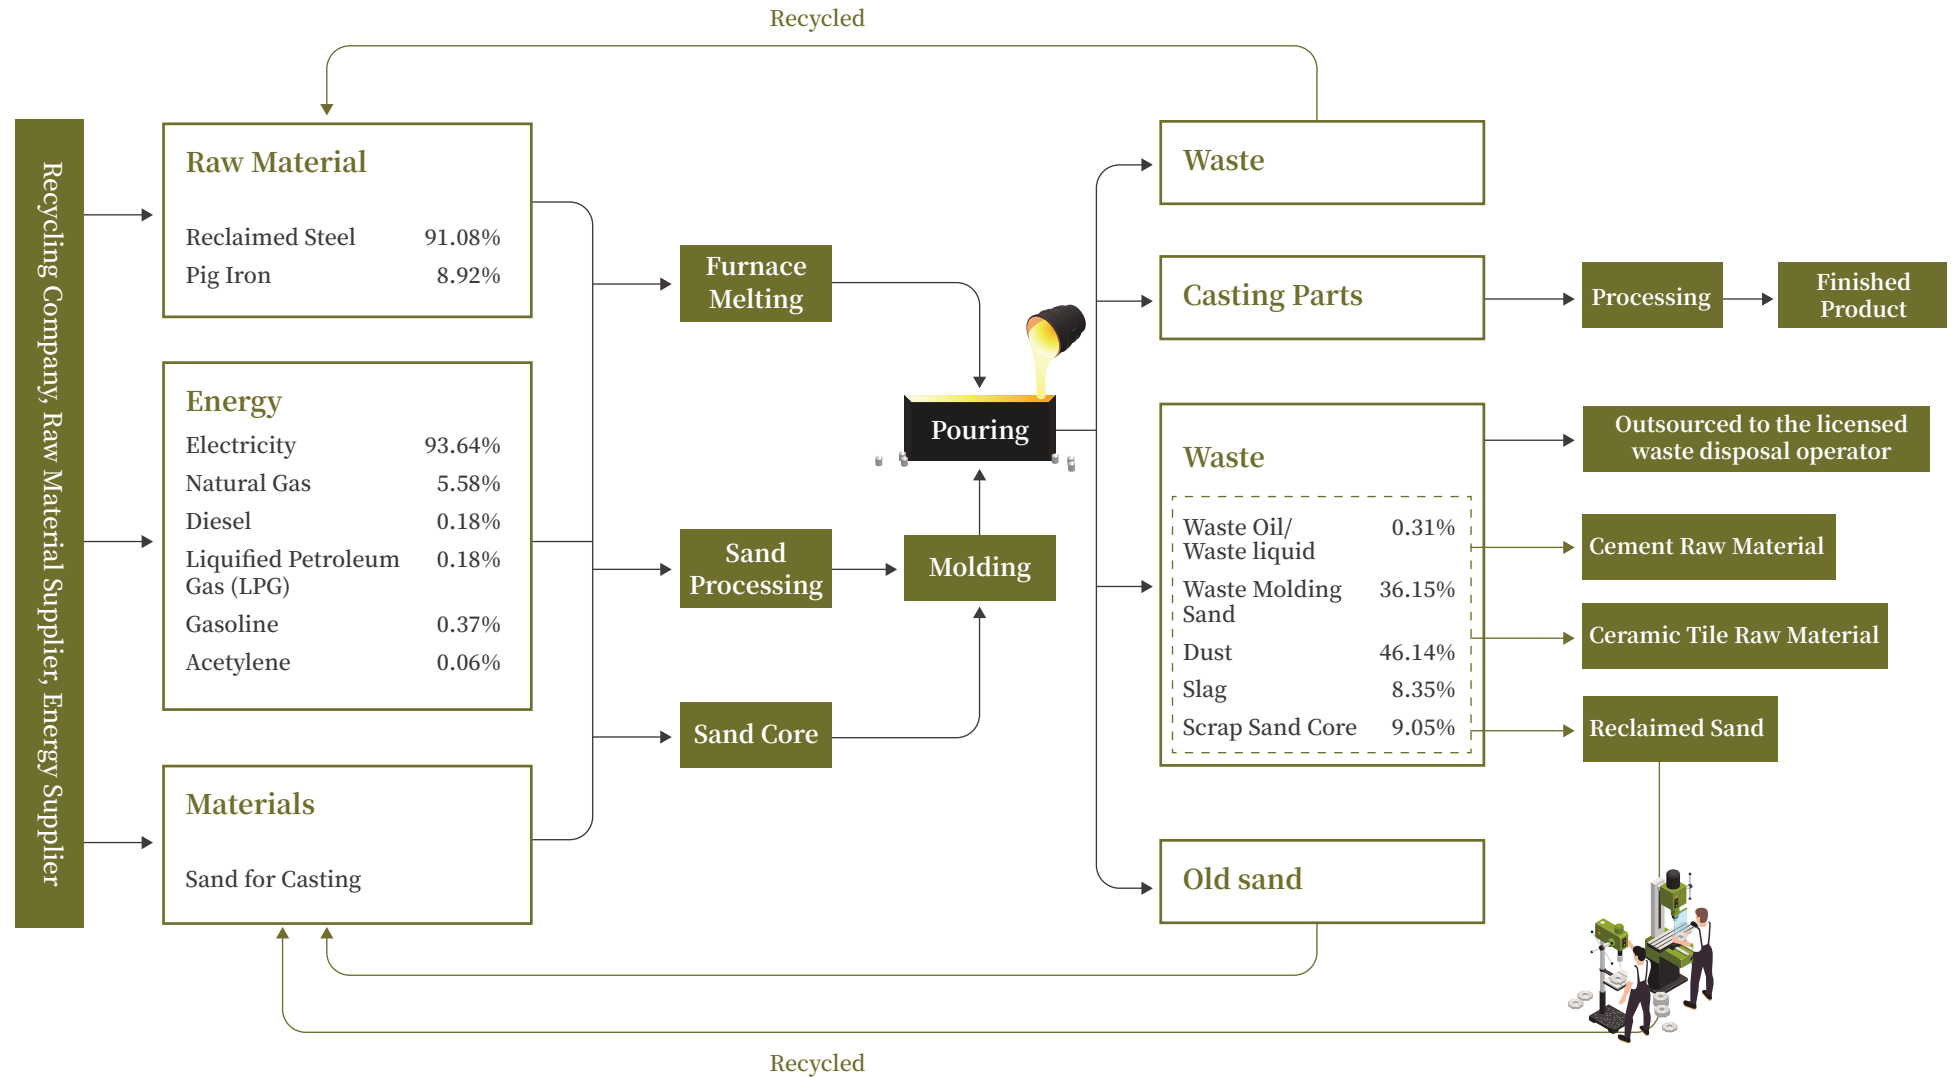 Recycled
Recycling Company, Raw Material Supplier, Energy Supplier
Raw Material
Reclaimed Steel 91.08%
Pig Iron 8.92%
Energy
Electricity 93.64%
Natural Gas 5.58%
Diesel 0.18%
Liquified Petroleum 0.18%
Gas (LPG)
Gasoline 0.37%
Acetylene 0.06%
Materials
Sand for Casting
Furnace
Melting
Sand
Processing
Sand Core
Molding
Pouring
Waste
Casting Parts
Processing
Finished
Product
Waste
Waste Oil/ 0.31%
Waste liquid
Waste Molding 36.15%
Sand
Dust 46.14%
Slag 8.35%
Scrap Sand Core 9.05%
Outsourced to the licensed
waste disposal operator
Cement Raw Material
Ceramic Tile Raw Material
Reclaimed Sand
Old sand
Recycled